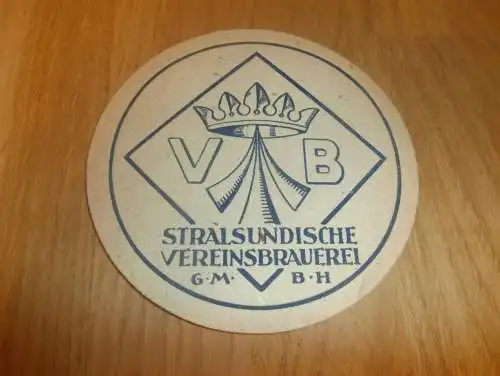 V B
STRALSUNDISCHE
VEREINSBRAUEREI
G·M· B·H